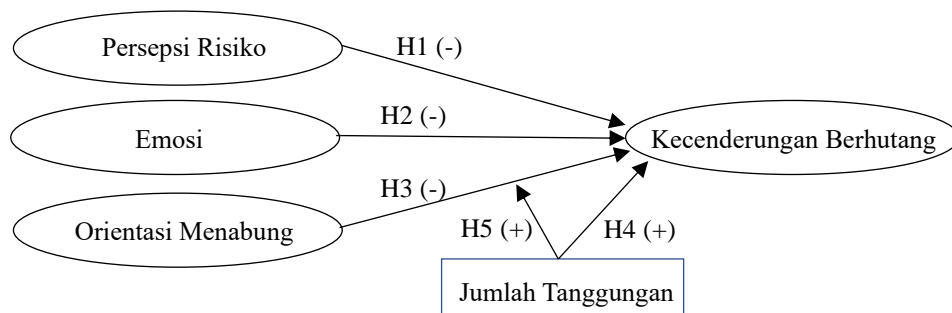 Persepsi Risiko
H1 (-)
Emosi
H2 (-)
Kecenderungan Berhutang
H3 (-)
Orientasi Menabung
H5 (+)
H4 (+)
Jumlah Tanggungan